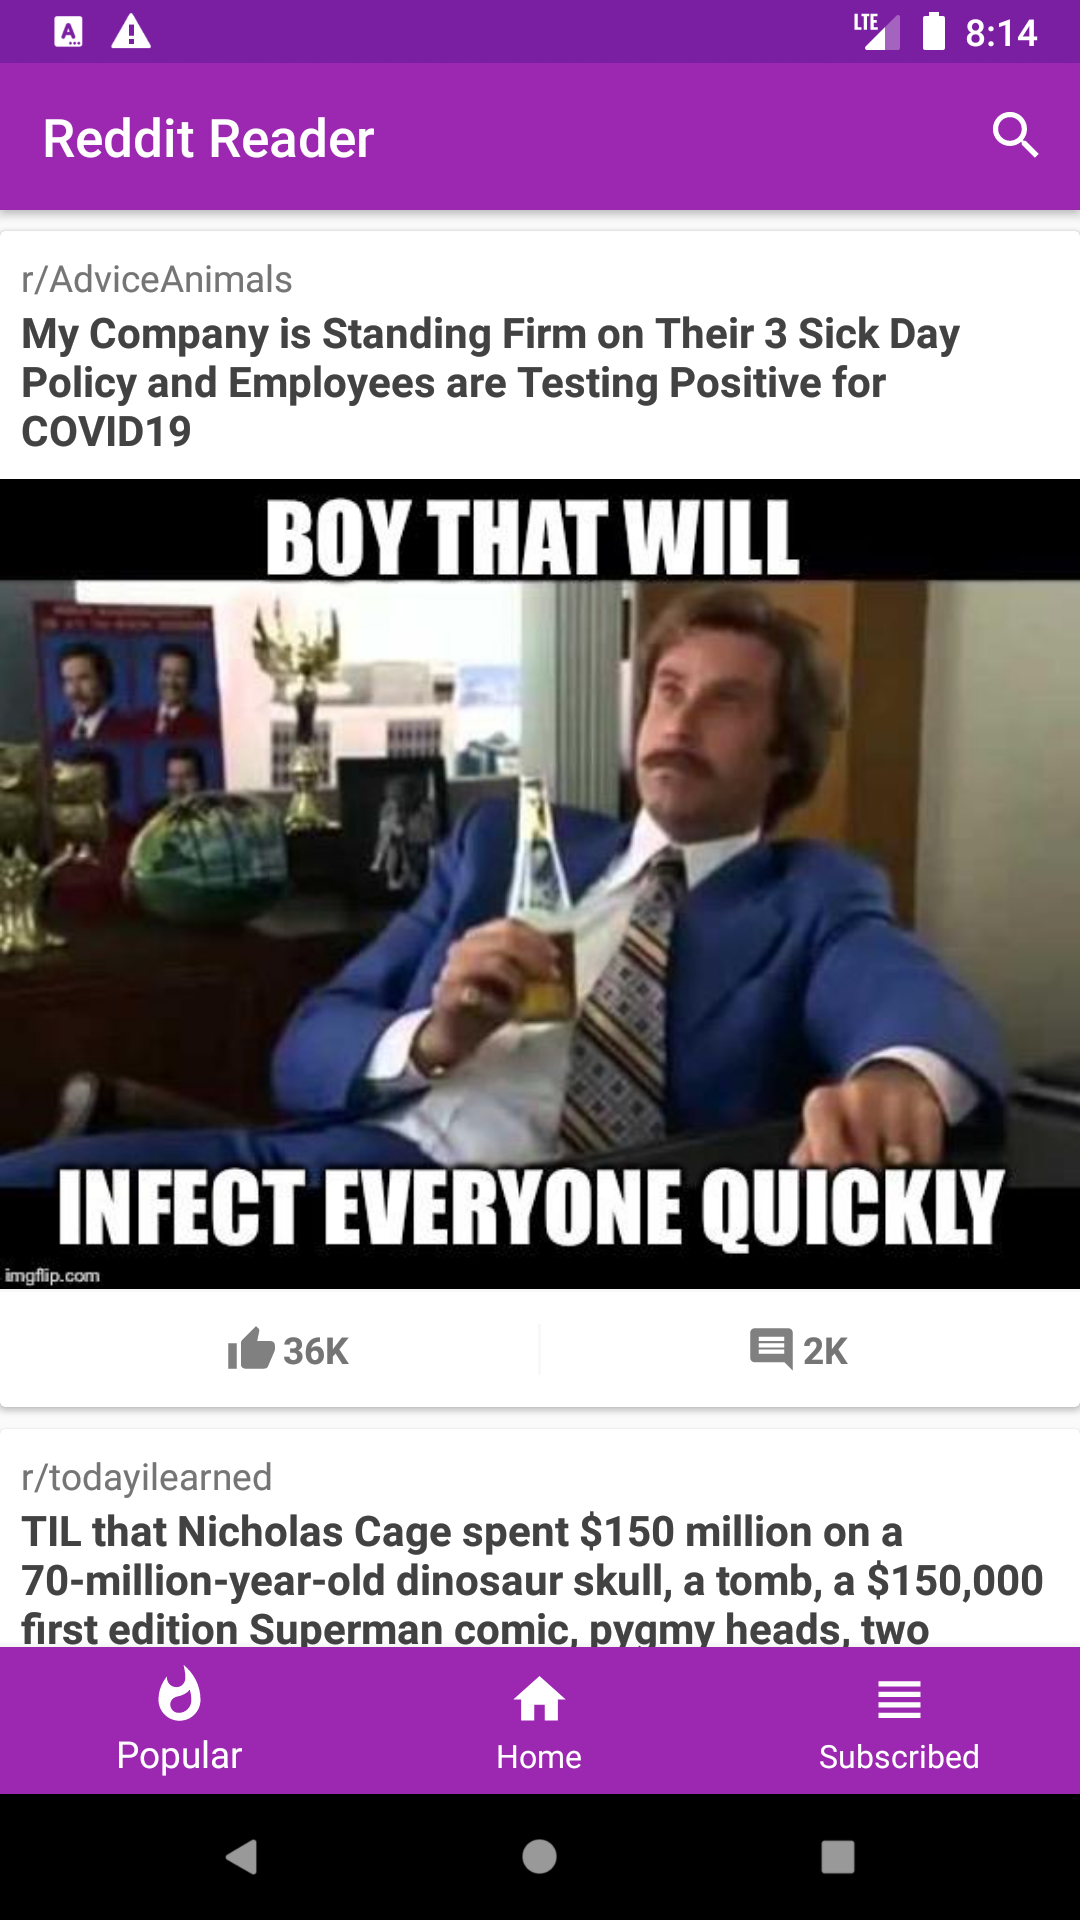 LTE 8:14
Reddit Reader
r/AdviceAnimals
My Company is Standing Firm on Their 3 Sick Day
Policy and Employees are Testing Positive for
COVID19
BOY THAT WILL
INFECT EVERYONE QUICKLY
imgflip.com
36K 2K
r/todayilearned
TIL that Nicholas Cage spent $150 million on a
70-million-year-old dinosaur skull, a tomb, a $150,000
first edition Superman comic, pygmy heads, two
Popular Home Subscribed